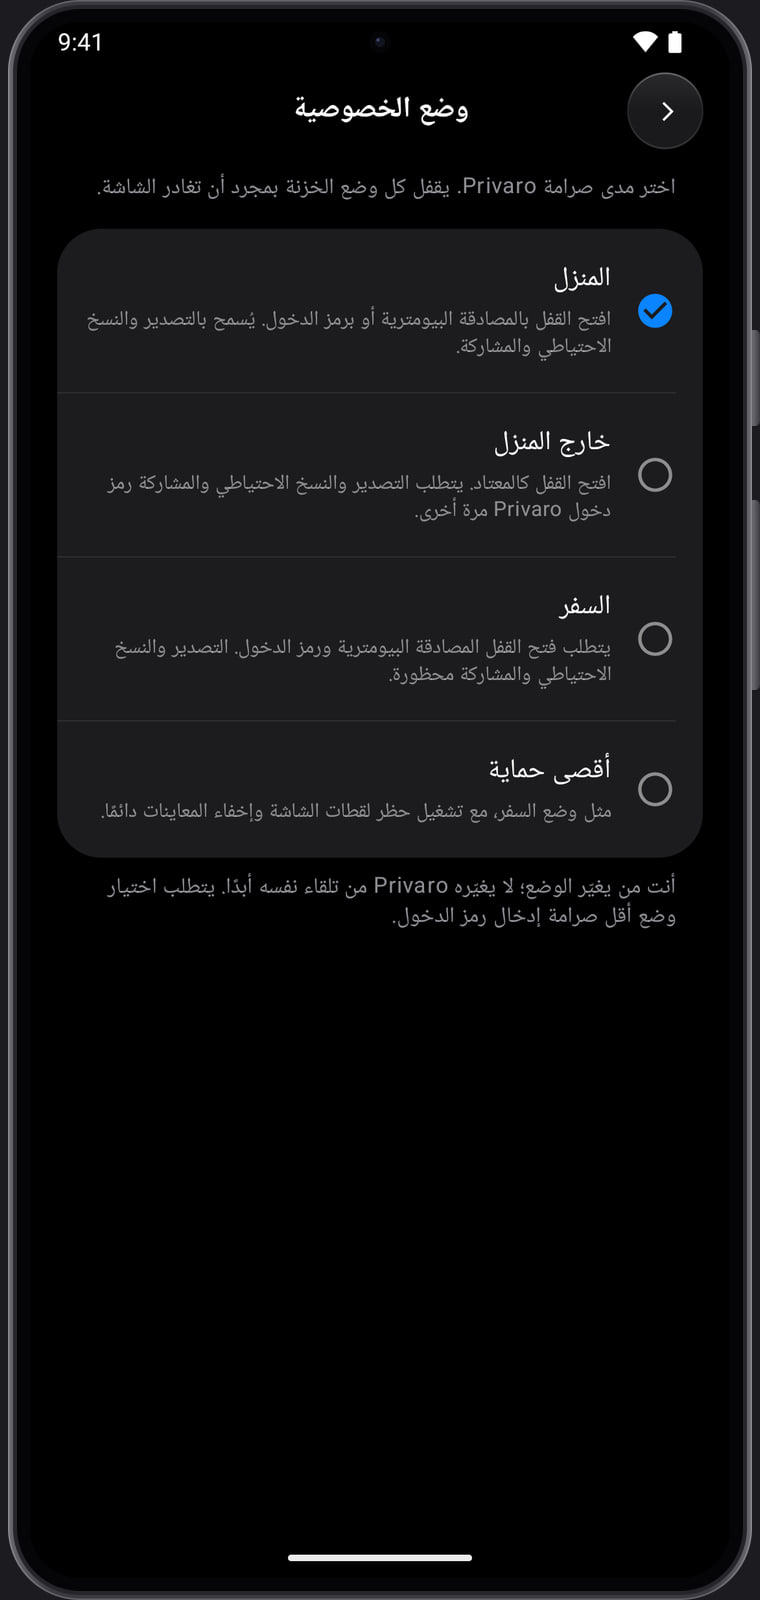 9:41
وضع الخصوصية
اختر مدى صرامة Privaro. يقفل كل وضع الخزنة بمجرد أن تغادر الشاشة.
المنزل
افتح القفل بالمصادقة البيومترية أو برمز الدخول. يُسمح بالتصدير والنسخ
الاحتياطي والمشاركة.
خارج المنزل
افتح القفل كالمعتاد. يتطلب التصدير والنسخ الاحتياطي والمشاركة رمز
دخول Privaro مرة أخرى.
السفر
يتطلب فتح القفل المصادقة البيومترية ورمز الدخول. التصدير والنسخ
الاحتياطي والمشاركة محظورة.
أقصى حماية
مثل وضع السفر، مع تشغيل حظر لقطات الشاشة وإخفاء المعاينات دائمًا.
أنت من يغيّر الوضع؛ لا يغيّره Privaro من تلقاء نفسه أبدًا. يتطلب اختيار
وضع أقل صرامة إدخال رمز الدخول.